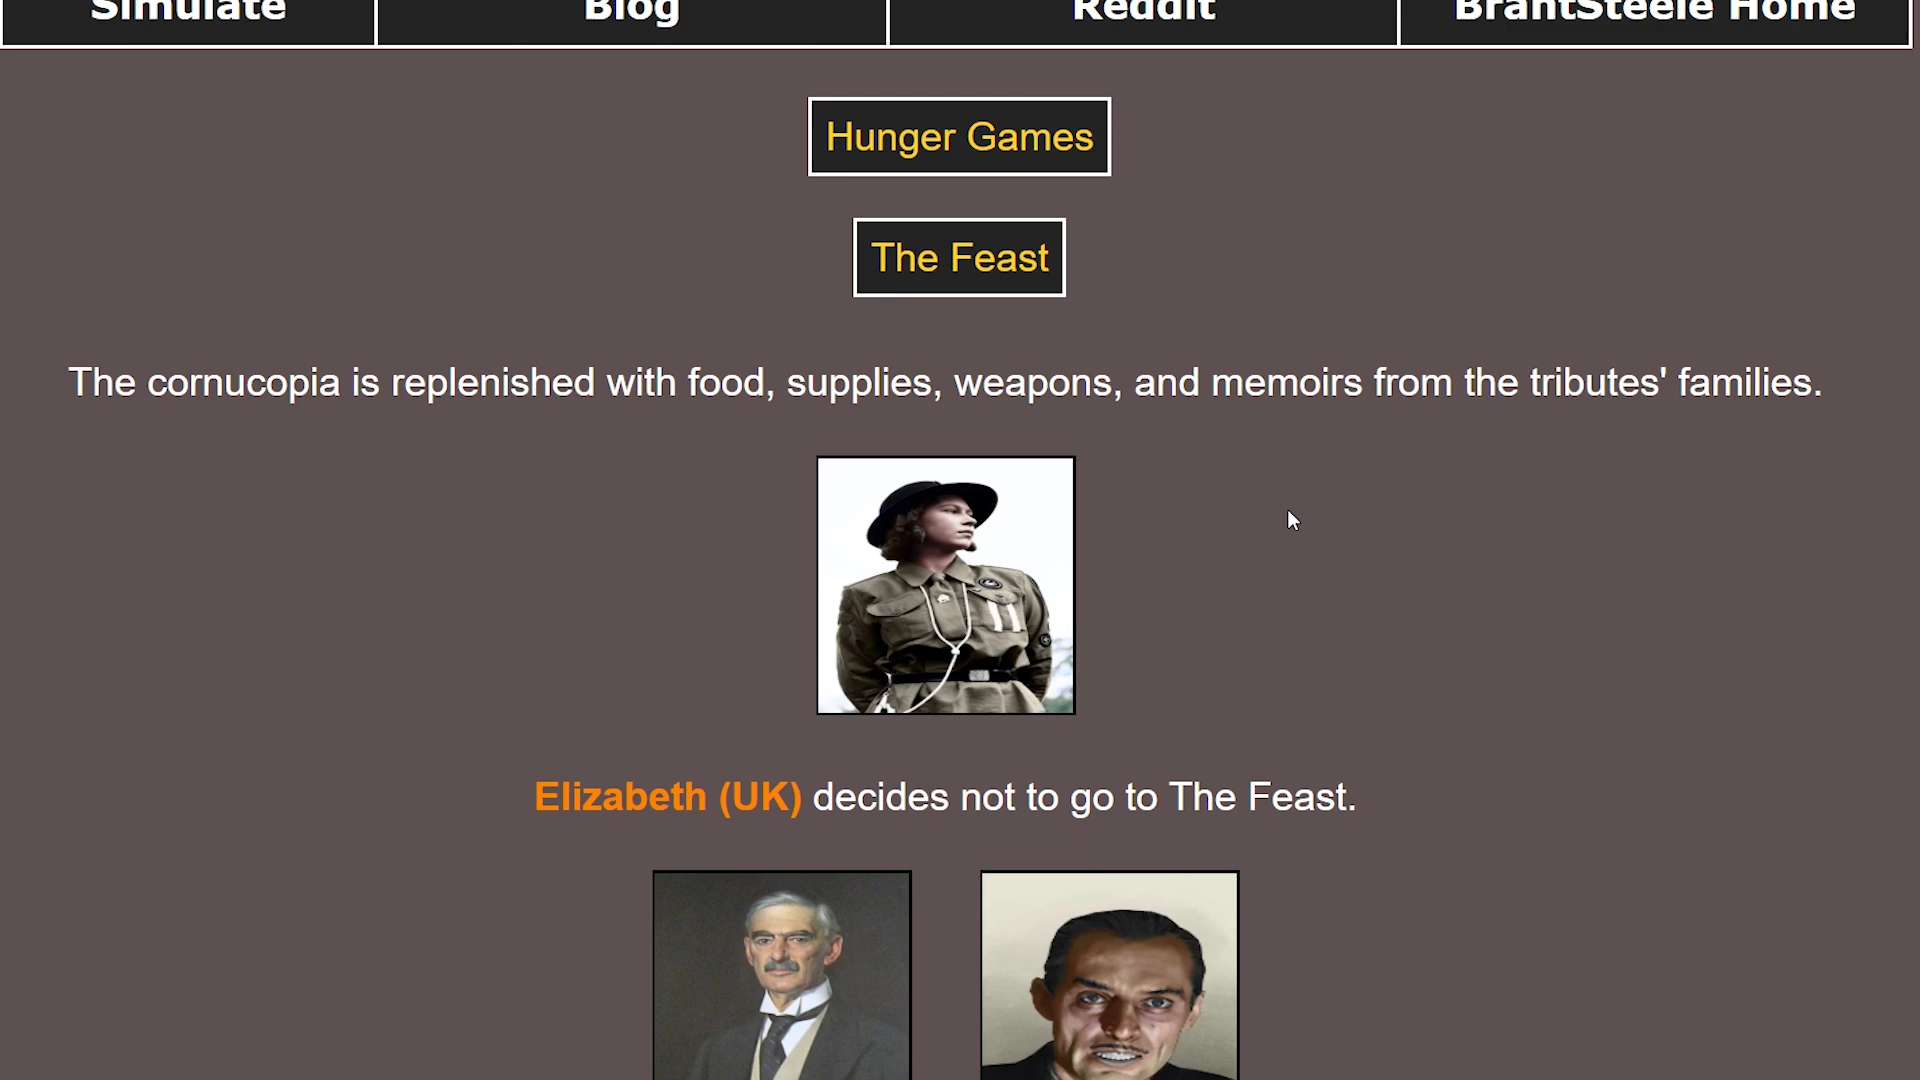 Simulate Blog Reddit BrantSteele Home
Hunger Games
The Feast
The cornucopia is replenished with food, supplies, weapons, and memoirs from the tributes' families.
Elizabeth (UK) decides not to go to The Feast.